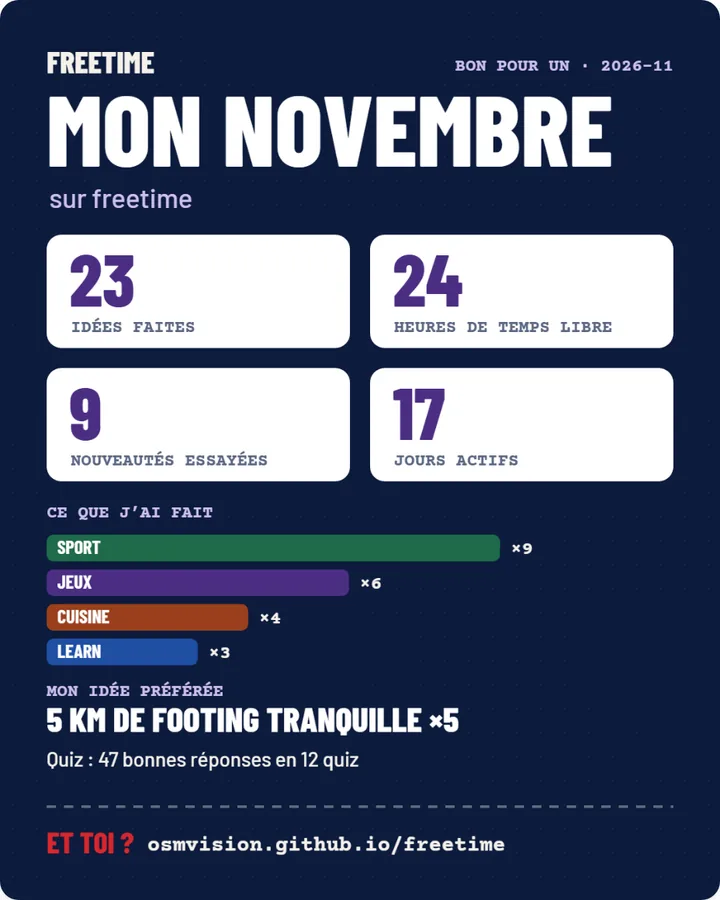 FREETIME
BON POUR UN · 2026-11
MON NOVEMBRE
sur freetime
23
IDÉES FAITES
24
HEURES DE TEMPS LIBRE
9
NOUVEAUTÉS ESSAYÉES
17
JOURS ACTIFS
CE QUE J’AI FAIT
SPORT ×9
JEUX ×6
CUISINE ×4
LEARN ×3
MON IDÉE PRÉFÉRÉE
5 KM DE FOOTING TRANQUILLE ×5
Quiz : 47 bonnes réponses en 12 quiz
ET TOI ? osmvision.github.io/freetime